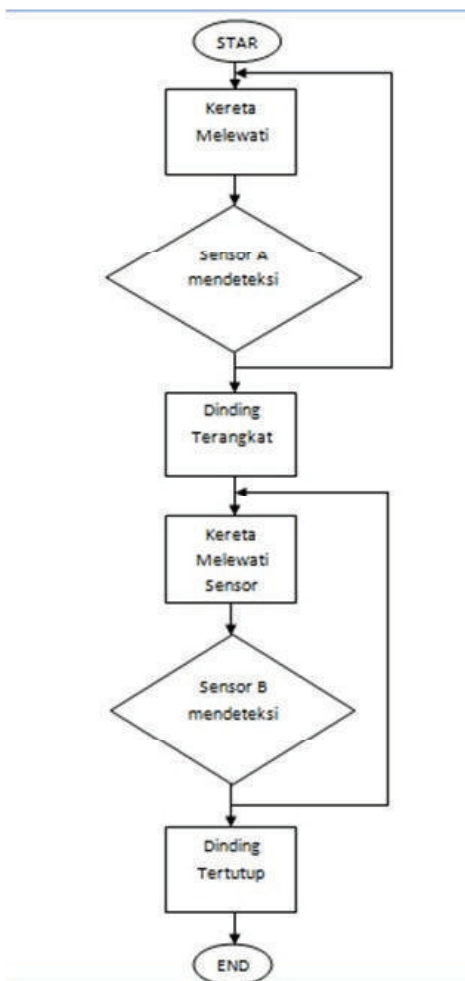 STAR
Kereta
Melewati
Sensor A
mendeteksi
Dinding
Terangkat
Kereta
Melewati
Sensor
Sensor B
mendeteksi
Dinding
Tertutup
END